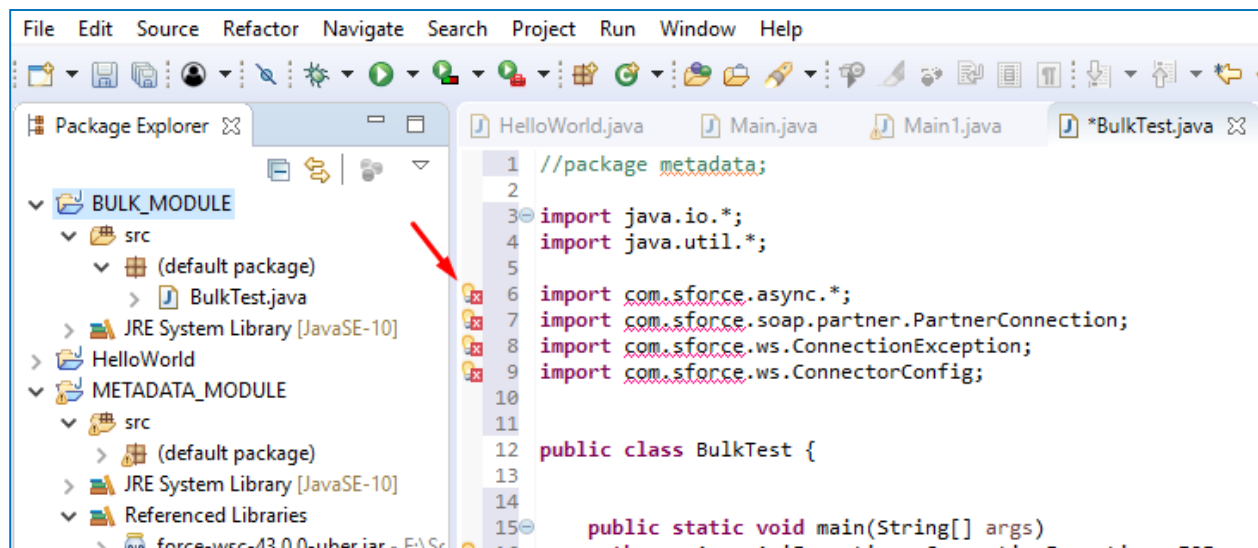 File Edit Source Refactor Navigate Search Project Run Window Help
Package Explorer
BULK_MODULE
src
(default package)
BulkTest.java
JRE System Library [JavaSE-10]
HelloWorld
METADATA_MODULE
src
(default package)
JRE System Library [JavaSE-10]
Referenced Libraries
HelloWorld.java Main.java Main1.java *BulkTest.java
1 //package metadata;
2
3 import java.io.*;
4 import java.util.*;
5
6 import com.sforce.async.*;
7 import com.sforce.soap.partner.PartnerConnection;
8 import com.sforce.ws.ConnectionException;
9 import com.sforce.ws.ConnectorConfig;
10
11
12 public class BulkTest {
13
14
15 public static void main(String[] args)